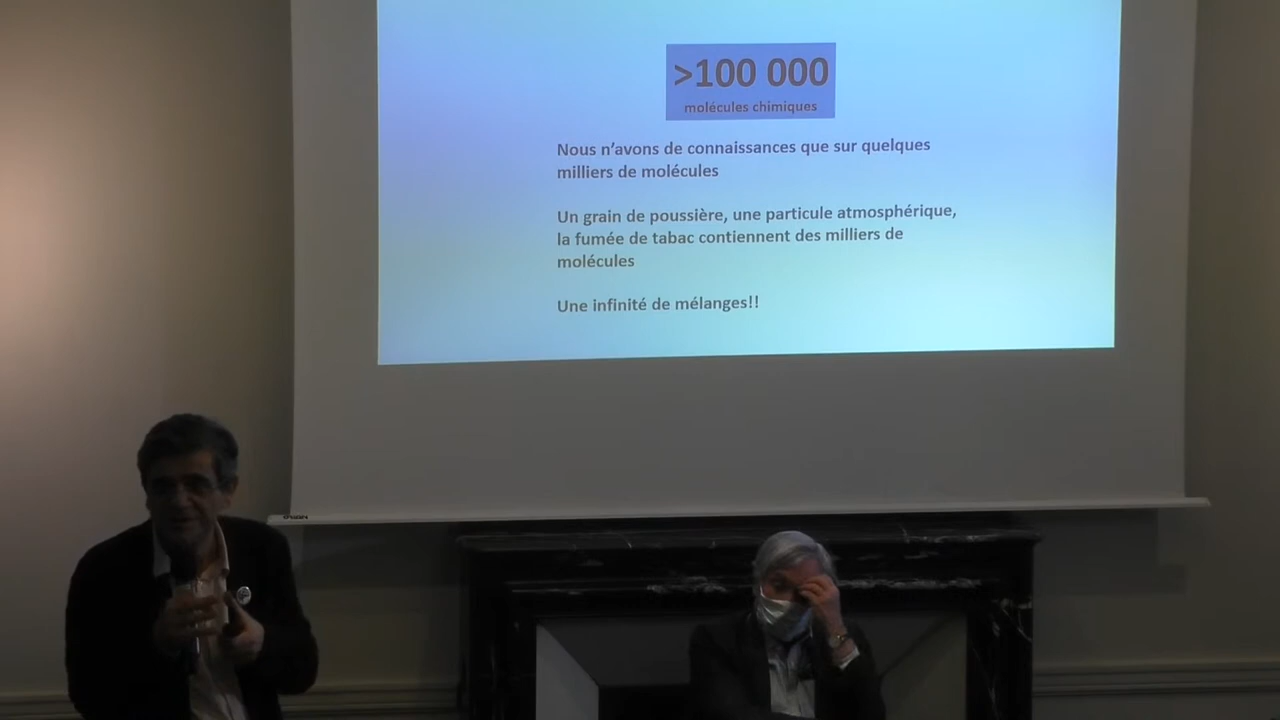 >100 000
molécules chimiques
Nous n’avons de connaissances que sur quelques
milliers de molécules
Un grain de poussière, une particule atmosphérique,
la fumée de tabac contiennent des milliers de
molécules
Une infinité de mélanges!!